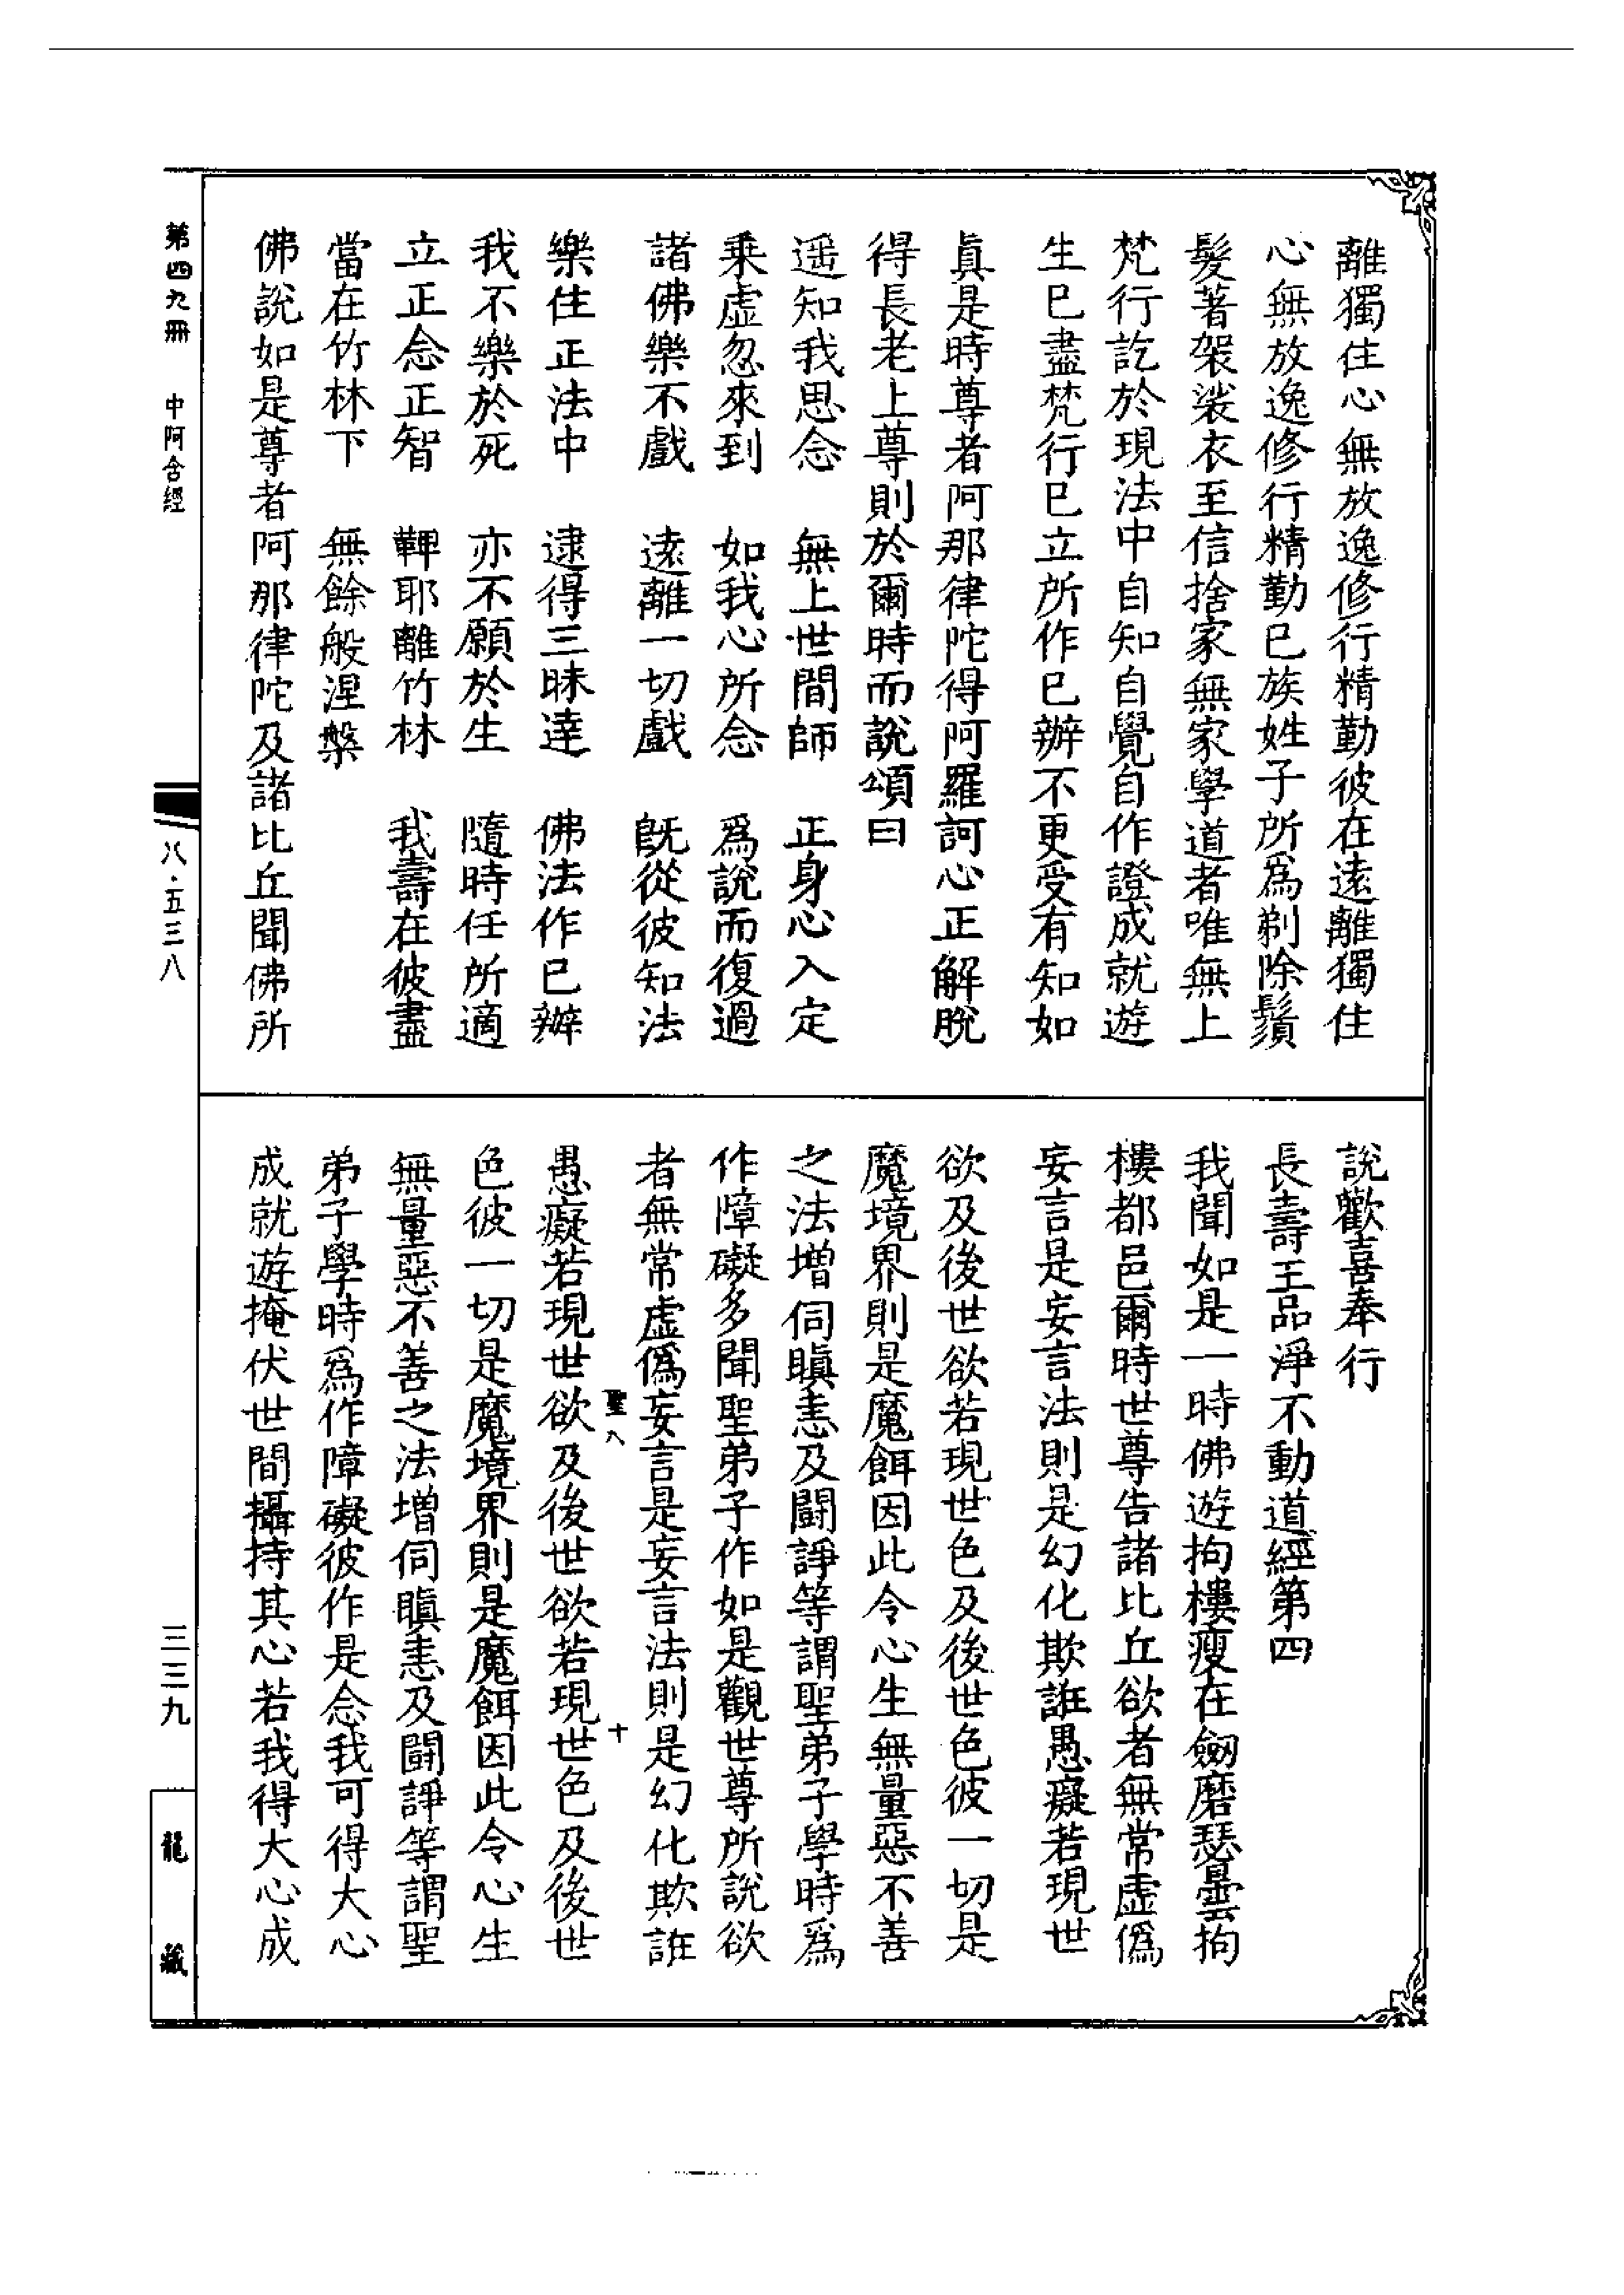 離獨住心無放逸修行精勤彼在遠離獨住
心無放逸修行精勤已族姓子所爲剃除鬚
髮著袈裟衣至信捨家無家學道者唯無上
梵行訖於現法中自知自覺自作證成就遊
生已盡梵行已立所作已辦不更受有知如
眞是時尊者阿那律陀得阿羅訶心正解脫
得長老上尊則於爾時而說頌曰
遥知我思念　無上世間師　正身心入定
乗虛忽來到　如我心所念　爲說而復過
諸佛樂不戲　遠離一切戲　旣從彼知法
樂住正法中　逮得三昧達　佛法作已辦
我不樂於死　亦不願於生　隨時任所適
立正念正智　鞞耶離竹林　我壽在彼盡
當在竹林下　無餘般涅槃
佛說如是尊者阿那律陀及諸比丘聞佛所
說歡喜奉行
長壽王品淨不動道經第四
我聞如是一時佛遊拘樓瘦在劒磨瑟曇拘
樓都邑爾時世尊告諸比丘欲者無常虛僞
妄言是妄言法則是幻化欺誑愚癡若現世
欲及後世欲若現世色及後世色彼一切是
魔境界則是魔餌因此令心生無量惡不善
之法增伺瞋恚及鬪諍等謂聖弟子學時爲
作障礙多聞聖弟子作如是觀世尊所說欲
者無常虛僞妄言是妄言法則是幻化欺誑
聖八　十
愚癡若現世欲及後世欲若現世色及後世
色彼一切是魔境界則是魔餌因此令心生
無量惡不善之法增伺瞋恚及鬪諍等謂聖
弟子學時爲作障礙彼作是念我可得大心
成就遊掩伏世間攝持其心若我得大心成
第四九冊　中阿含經　八·五三八　三三九　龍藏